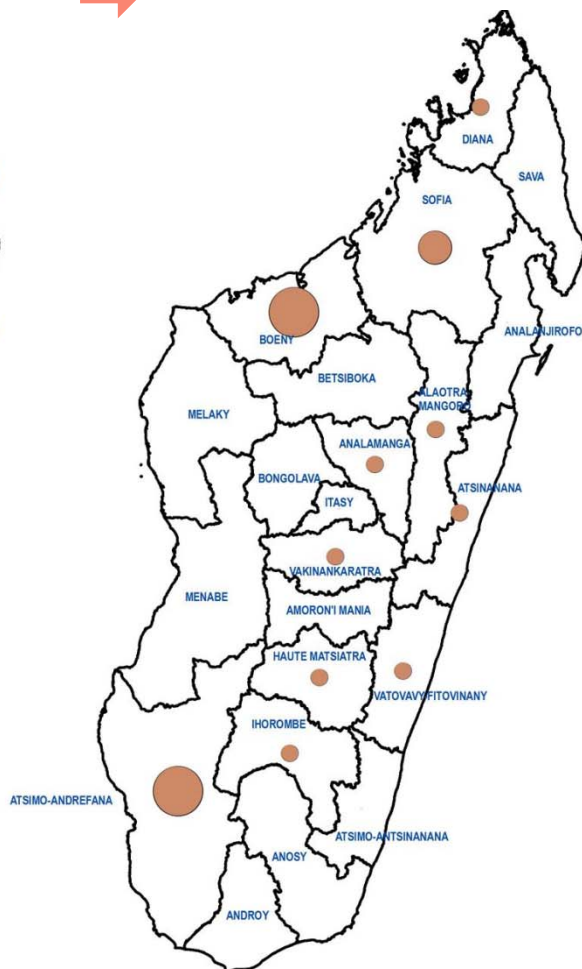 DIANA
SAVA
SOFIA
ANALANJIROFO
BOENY
BETSIBOKA
ALAOTRA
MANGORO
MELAKY
ANALAMANGA
BONGOLAVA
ATSINANANA
ITASY
VAKINANKARATRA
MENABE
AMORON'I MANIA
HAUTE MATSIATRA
VATOVAVY FITOVINANY
IHOROMBE
ATSIMO-ANDREFANA
ATSIMO-ANTSINANANA
ANOSY
ANDROY